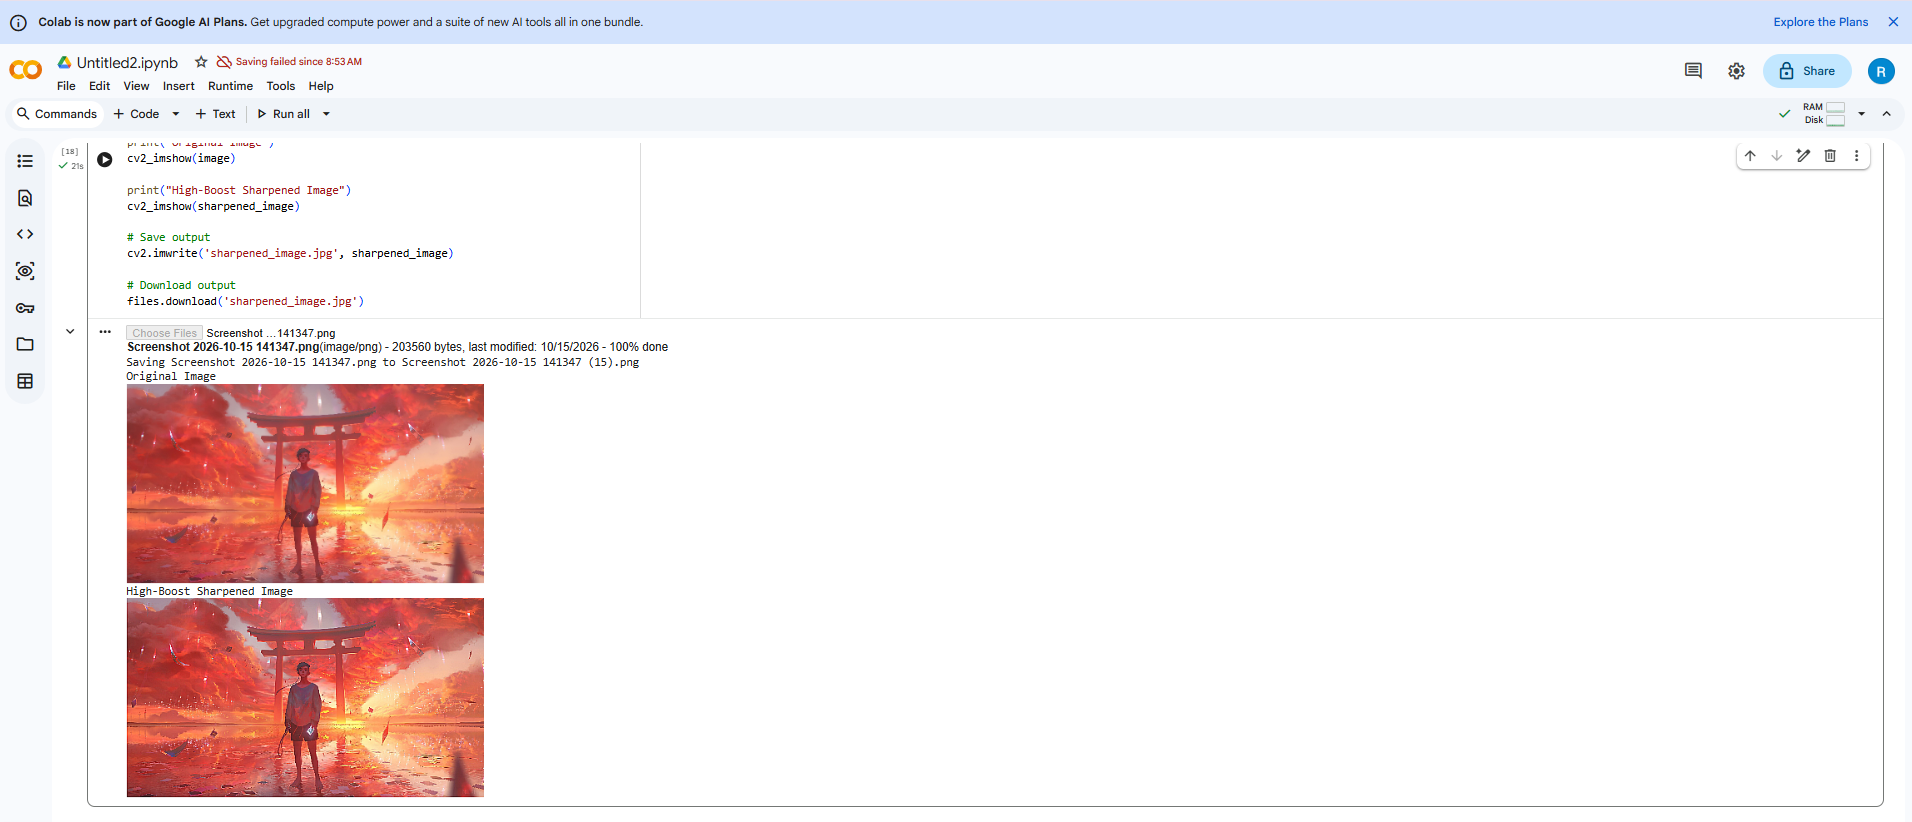 Colab is now part of Google AI Plans. Get upgraded compute power and a suite of new AI tools all in one bundle. Explore the Plans
Untitled2.ipynb Saving failed since 8:53 AM
Share R
File Edit View Insert Runtime Tools Help
Commands + Code + Text Run all RAM
Disk
[18] print("Original Image")
21s cv2_imshow(image)
print("High-Boost Sharpened Image")
cv2_imshow(sharpened_image)
# Save output
cv2.imwrite('sharpened_image.jpg', sharpened_image)
# Download output
files.download('sharpened_image.jpg')
Choose Files Screenshot ...141347.png
Screenshot 2026-10-15 141347.png(image/png) - 203560 bytes, last modified: 10/15/2026 - 100% done
Saving Screenshot 2026-10-15 141347.png to Screenshot 2026-10-15 141347 (15).png
Original Image
High-Boost Sharpened Image